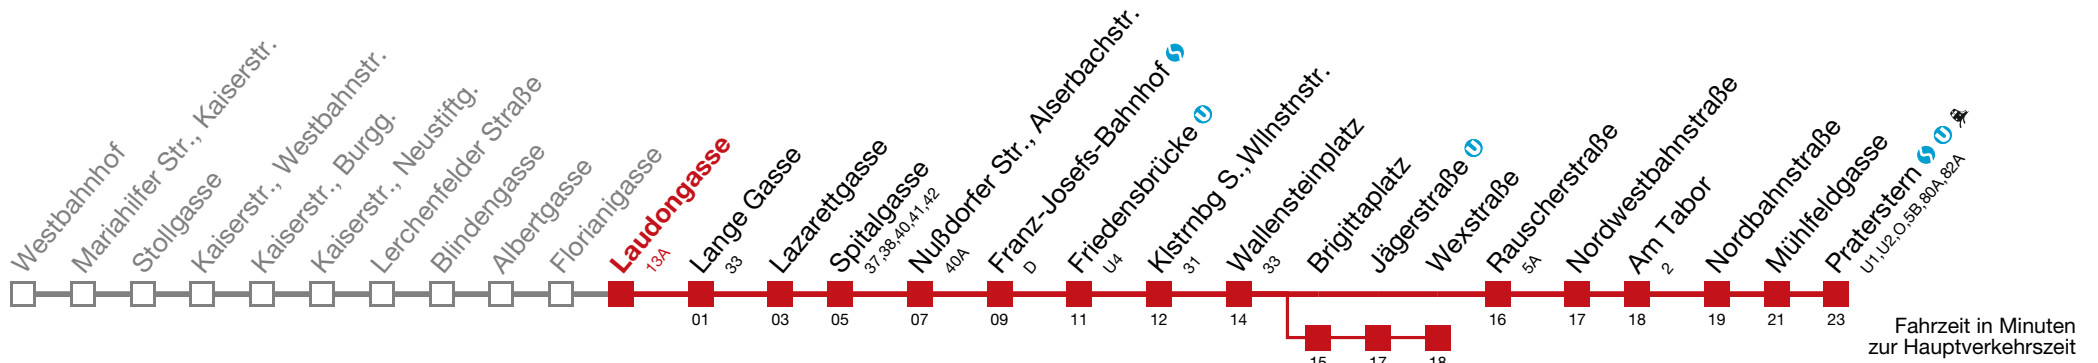 Westbahnhof
Mariahilfer Str., Kaiserstr.
Stollgasse
Kaiserstr., Westbahnstr.
Kaiserstr., Burgg.
Kaiserstr., Neustiftg.
Lerchenfelder Straße
Blindengasse
Albertgasse
Florianigasse
Laudongasse
13A
Lange Gasse
33
01
Lazarettgasse
03
Spitalgasse
37,38,40,41,42
05
Nußdorfer Str., Alserbachstr.
40A
07
Franz-Josefs-Bahnhof
D
09
Friedensbrücke U
U4
11
Klstrnbg S., Wllnstnstr.
31
12
Wallensteinplatz
33
14
Brigittaplatz
15
Jägerstraße U
17
Wexstraße
18
Rauscherstraße
5A
16
Nordwestbahnstraße
17
Am Tabor
2
18
Nordbahnstraße
19
Mühlfeldgasse
21
Praterstern U
U1,U2,O,5B,80A,82A
23
Fahrzeit in Minuten
zur Hauptverkehrszeit